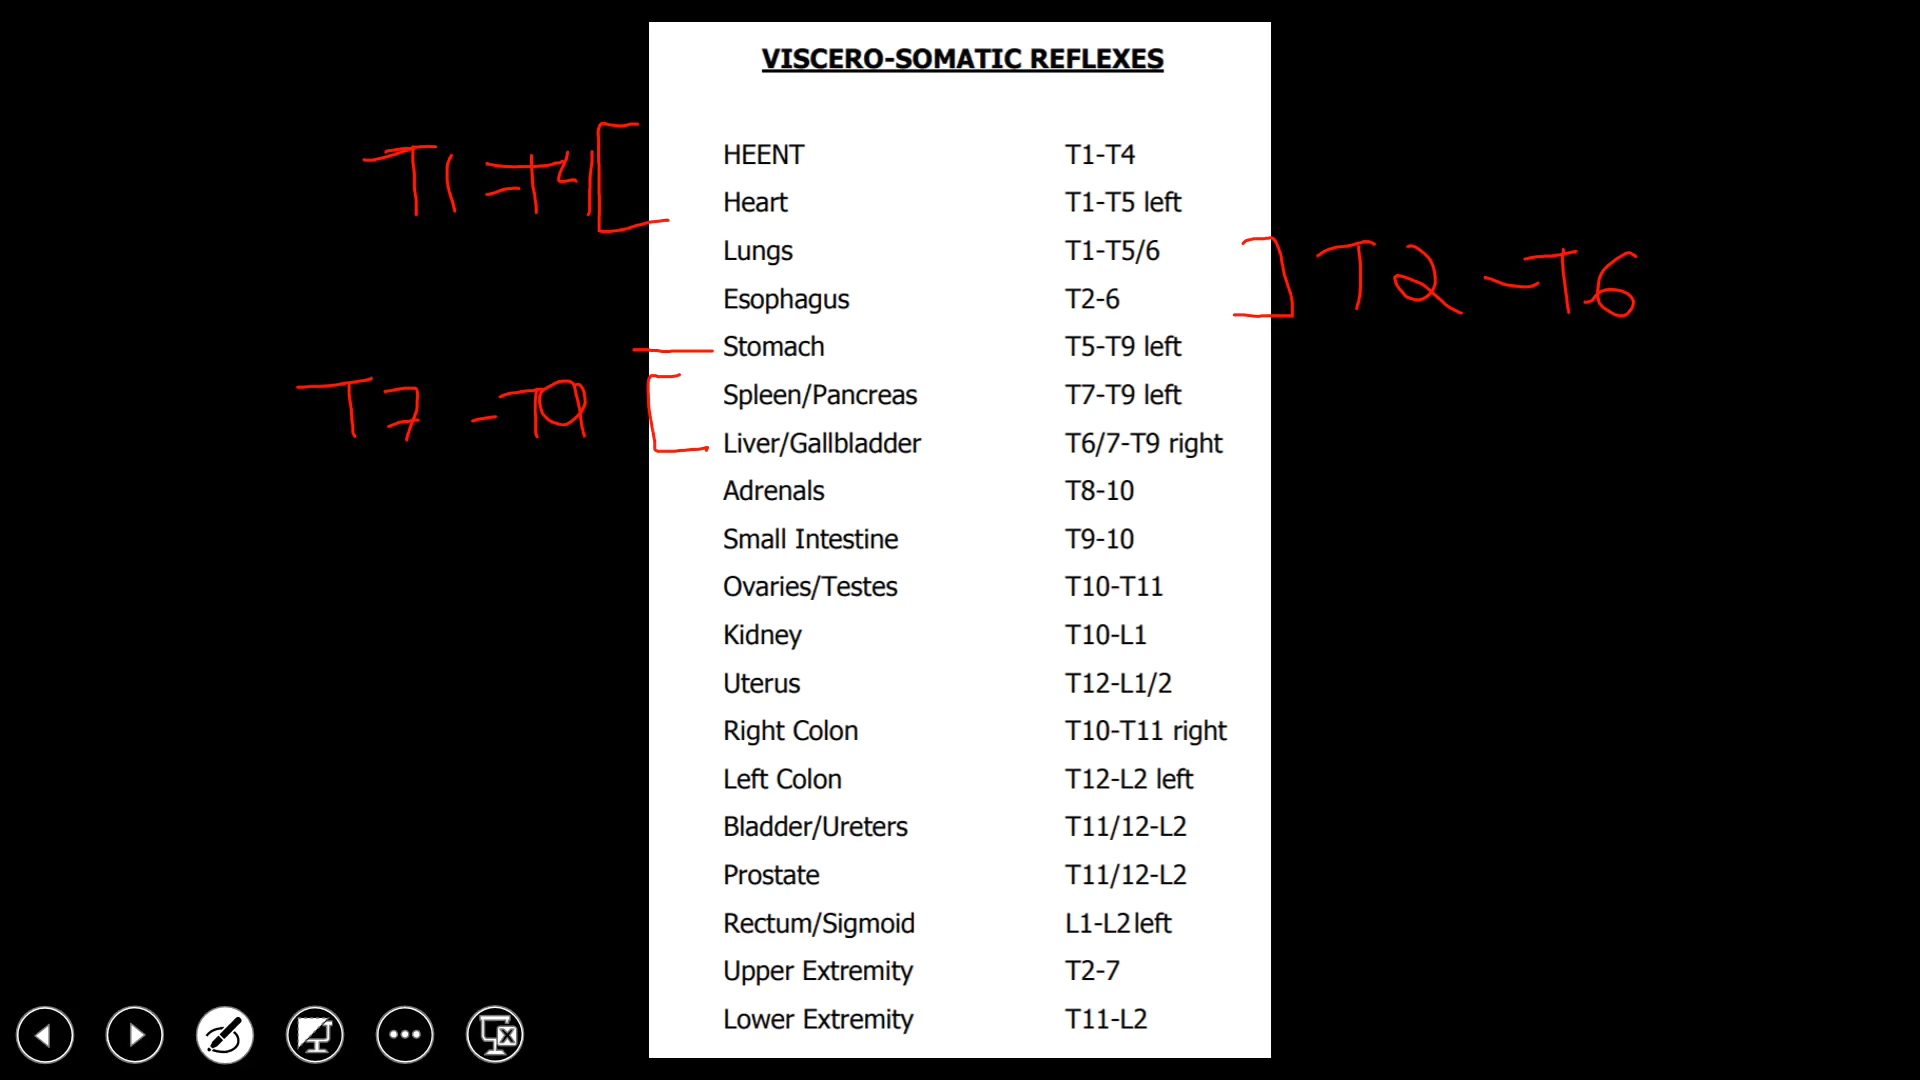 VISCERO-SOMATIC REFLEXES
HEENT T1-T4
T1-T4
Heart T1-T5 left
Lungs T1-T5/6
T2-T6
Esophagus T2-6
Stomach T5-T9 left
Spleen/Pancreas T7-T9 left
T7-T9
Liver/Gallbladder T6/7-T9 right
Adrenals T8-10
Small Intestine T9-10
Ovaries/Testes T10-T11
Kidney T10-L1
Uterus T12-L1/2
Right Colon T10-T11 right
Left Colon T12-L2 left
Bladder/Ureters T11/12-L2
Prostate T11/12-L2
Rectum/Sigmoid L1-L2 left
Upper Extremity T2-7
Lower Extremity T11-L2